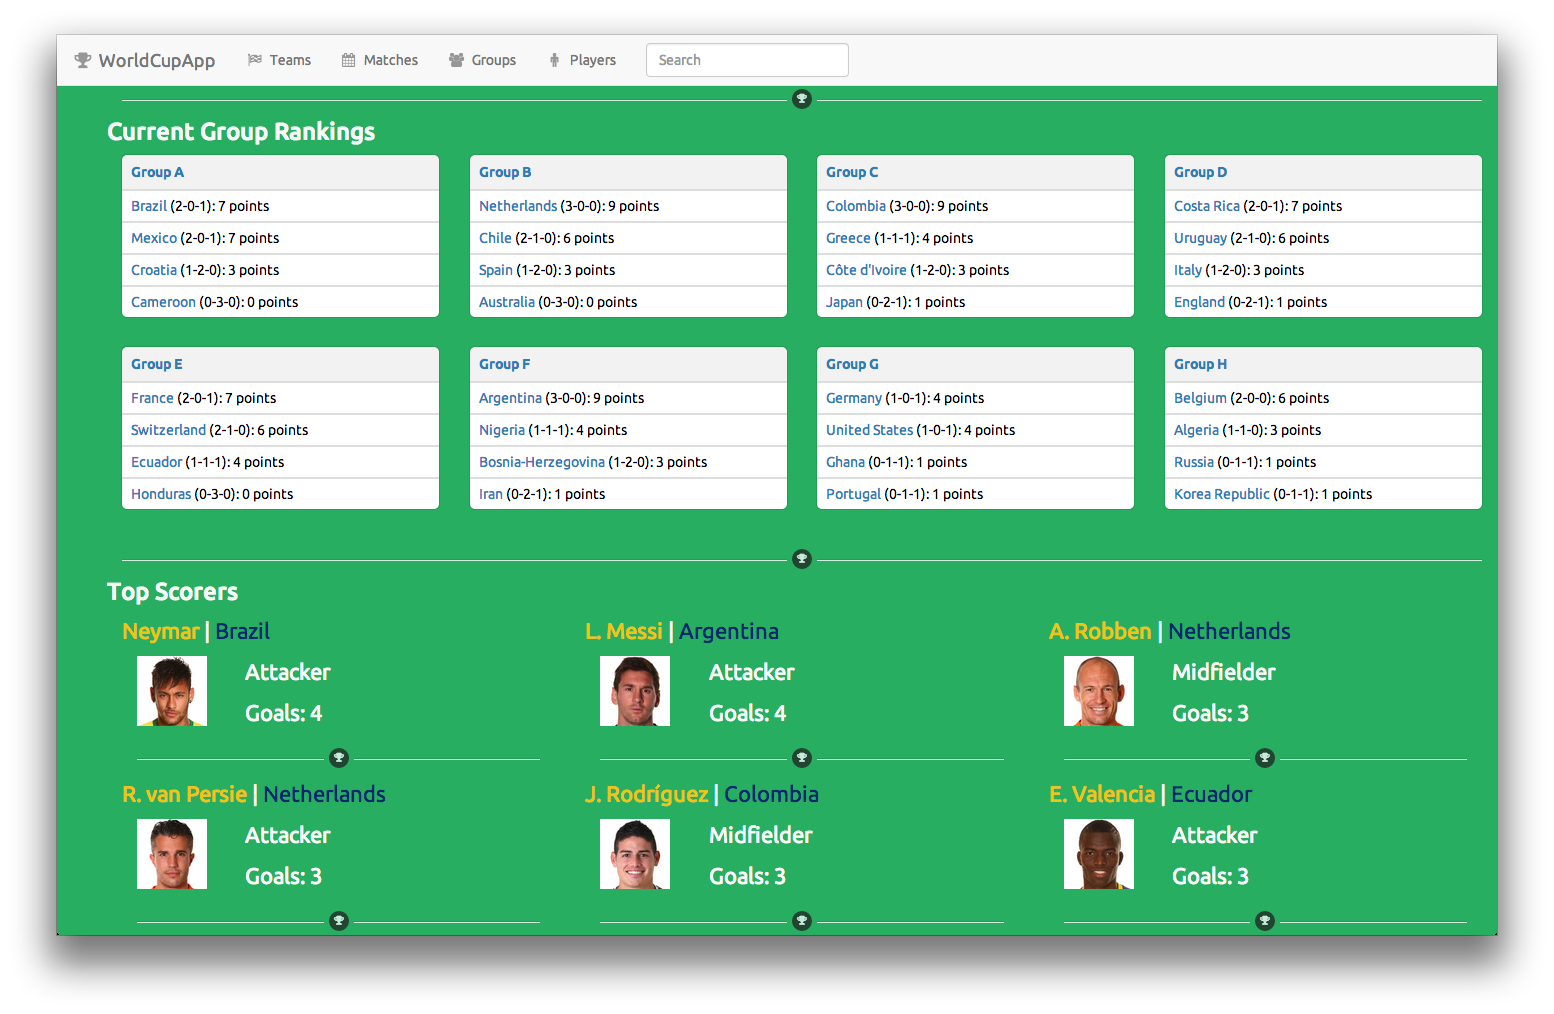 WorldCupApp Teams Matches Groups Players Search
Current Group Rankings
Group A
Brazil (2-0-1): 7 points
Mexico (2-0-1): 7 points
Croatia (1-2-0): 3 points
Cameroon (0-3-0): 0 points
Group B
Netherlands (3-0-0): 9 points
Chile (2-1-0): 6 points
Spain (1-2-0): 3 points
Australia (0-3-0): 0 points
Group C
Colombia (3-0-0): 9 points
Greece (1-1-1): 4 points
Côte d'Ivoire (1-2-0): 3 points
Japan (0-2-1): 1 points
Group D
Costa Rica (2-0-1): 7 points
Uruguay (2-1-0): 6 points
Italy (1-2-0): 3 points
England (0-2-1): 1 points
Group E
France (2-0-1): 7 points
Switzerland (2-1-0): 6 points
Ecuador (1-1-1): 4 points
Honduras (0-3-0): 0 points
Group F
Argentina (3-0-0): 9 points
Nigeria (1-1-1): 4 points
Bosnia-Herzegovina (1-2-0): 3 points
Iran (0-2-1): 1 points
Group G
Germany (1-0-1): 4 points
United States (1-0-1): 4 points
Ghana (0-1-1): 1 points
Portugal (0-1-1): 1 points
Group H
Belgium (2-0-0): 6 points
Algeria (1-1-0): 3 points
Russia (0-1-1): 1 points
Korea Republic (0-1-1): 1 points
Top Scorers
Neymar | Brazil
Attacker
Goals: 4
L. Messi | Argentina
Attacker
Goals: 4
A. Robben | Netherlands
Midfielder
Goals: 3
R. van Persie | Netherlands
Attacker
Goals: 3
J. Rodríguez | Colombia
Midfielder
Goals: 3
E. Valencia | Ecuador
Attacker
Goals: 3